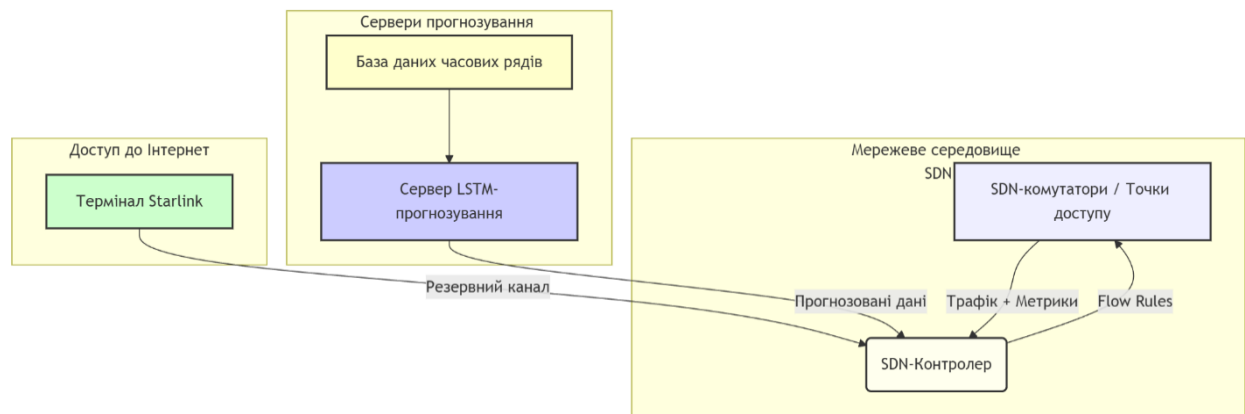 Сервери прогнозування
База даних часових рядів
Доступ до Інтернет
Термінал Starlink
Сервер LSTM-
прогнозування
Мережеве середовище
SDN
SDN-комутатори / Точки
доступу
Резервний канал
Прогнозовані дані
Трафік + Метрики
Flow Rules
SDN-Контролер